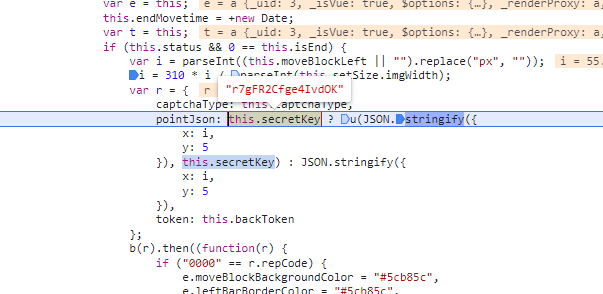 var e = this;  e = a {_uid: 3, _isVue: true, $options: {…}, _renderProxy: a,
this.endMovetime = +new Date;
var t = this;  t = a {_uid: 3, _isVue: true, $options: {…}, _renderProxy: a,
if (this.status && 0 == this.isEnd) {
var i = parseInt((this.moveBlockLeft || "").replace("px", ""));  i = 55.
i = 310 * i / parseInt(this.setSize.imgWidth);
var r = {  r
"r7gFR2Cfge4IvdOK"
captchaType: this.captchaType,
pointJson: this.secretKey ? u(JSON.stringify({
x: i,
y: 5
}), this.secretKey) : JSON.stringify({
x: i,
y: 5
}),
token: this.backToken
};
b(r).then((function(r) {
if ("0000" == r.repCode) {
e.moveBlockBackgroundColor = "#5cb85c",
e.leftBarBorderColor = "#5cb85c",